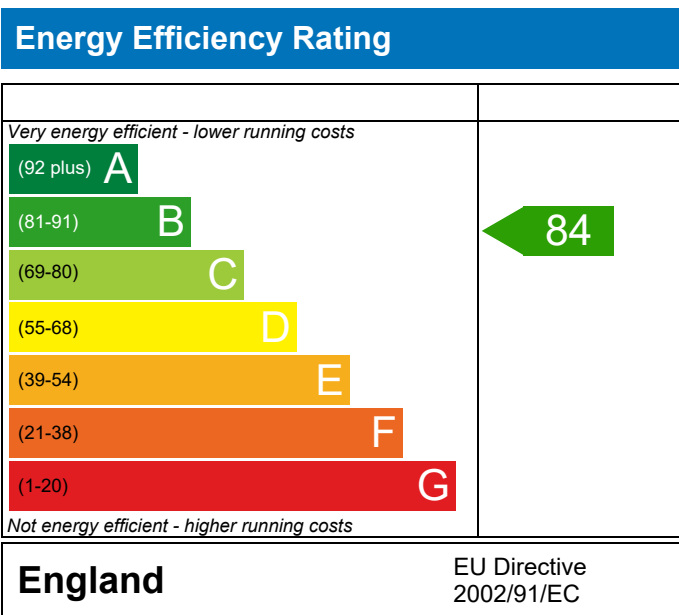 Energy Efficiency Rating
Very energy efficient - lower running costs
(92 plus) A
(81-91) B
84
(69-80) C
(55-68) D
(39-54) E
(21-38) F
(1-20) G
Not energy efficient - higher running costs
England
EU Directive
2002/91/EC